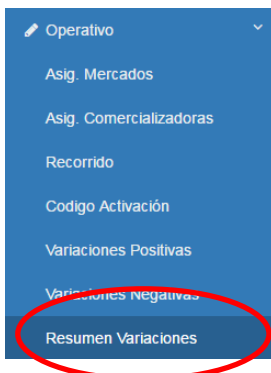 Operativo
Asig. Mercados
Asig. Comercializadoras
Recorrido
Codigo Activación
Variaciones Positivas
Variaciones Negativas
Resumen Variaciones